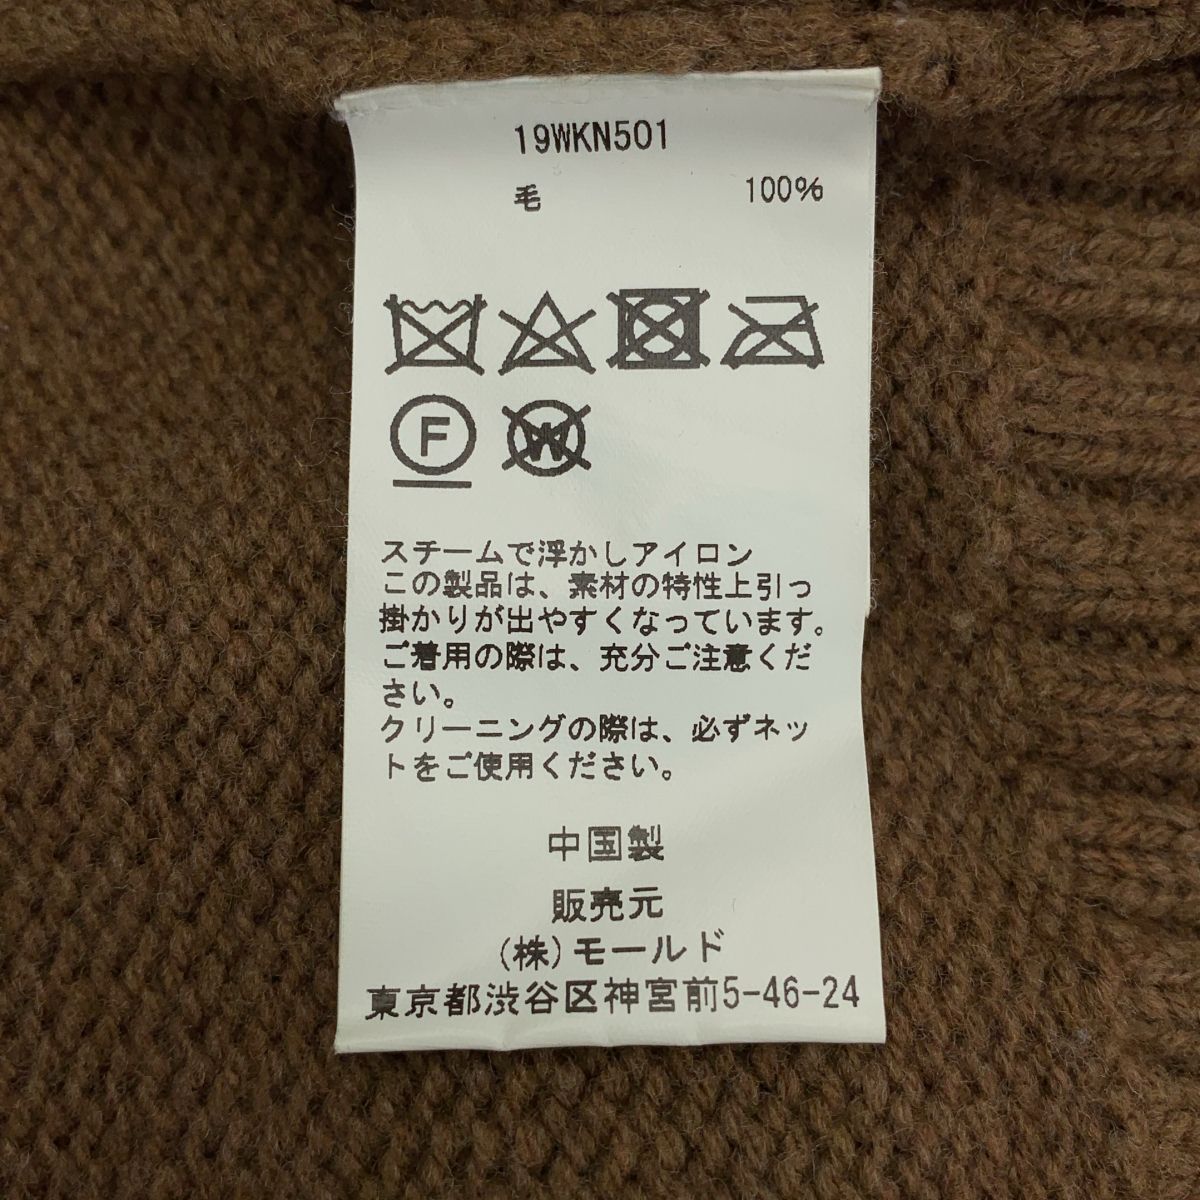 19WKN501
毛 100%
F W
スチームで浮かしアイロン
この製品は、素材の特性上引っ
掛かりが出やすくなっています。
ご着用の際は、充分ご注意くだ
さい。
クリーニングの際は、必ずネッ
トをご使用ください。
中国製
販売元
(株)モールド
東京都渋谷区神宮前5-46-24